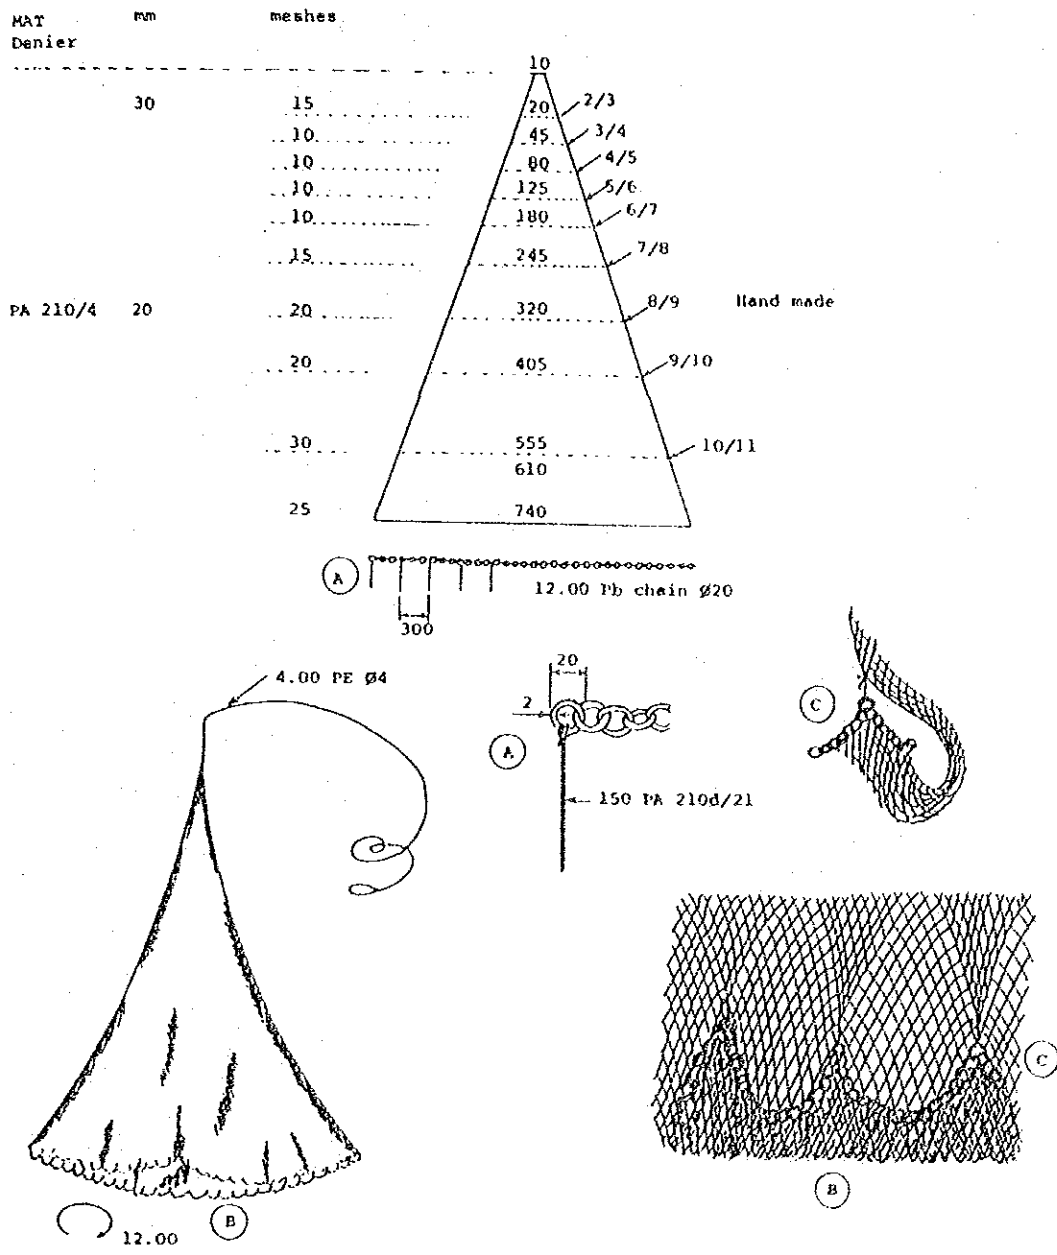 MAT mm meshes
Denier
10
30 15 20 2/3
10 45 3/4
10 80 4/5
10 125 5/6
10 180 6/7
15 245 7/8
PA 210/4 20 20 320 8/9 Hand made
20 405 9/10
30 555 10/11
610
25 740
A
12.00 Pb chain Ø20
300
4.00 PE Ø4
20
2
A
C
150 PA 210d/21
C
B
B
12.00